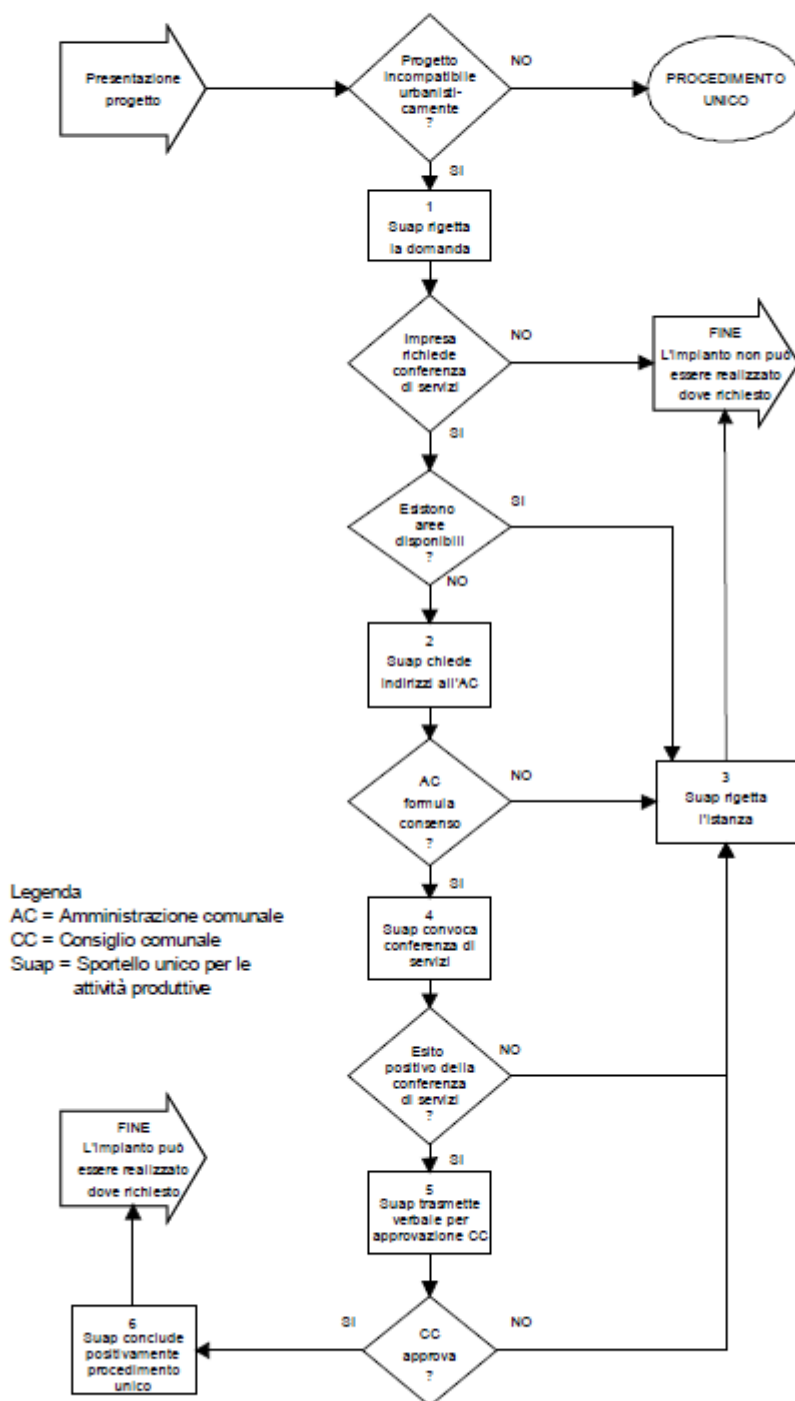 Presentazione
progetto
Progetto
incompatibile
urbanisti-
camente
?
NO
PROCEDIMENTO
UNICO
SI
1
Suap rigetta
la domanda
Impresa
richiede
conferenza
di servizi
NO
FINE
L'impianto non può
essere realizzato
dove richiesto
SI
Esistono
aree
disponibili
?
SI
NO
2
Suap chiede
indirizzi all'AC
AC
formula
consenso
?
NO
3
Suap rigetta
l'istanza
SI
Legenda
AC = Amministrazione comunale
CC = Consiglio comunale
Suap = Sportello unico per le
attività produttive
4
Suap convoca
conferenza di
servizi
Esito
positivo della
conferenza
di servizi
?
NO
SI
FINE
L'impianto può
essere realizzato
dove richiesto
5
Suap trasmette
verbale per
approvazione CC
6
Suap conclude
positivamente
procedimento
unico
SI
CC
approva
?
NO